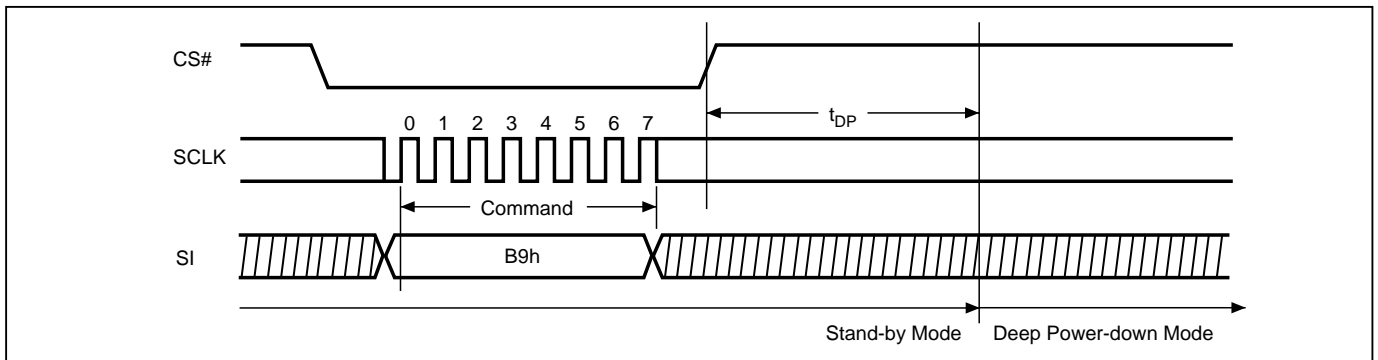 CS#
tDP
0 1 2 3 4 5 6 7
SCLK
Command
SI
B9h
Stand-by Mode Deep Power-down Mode